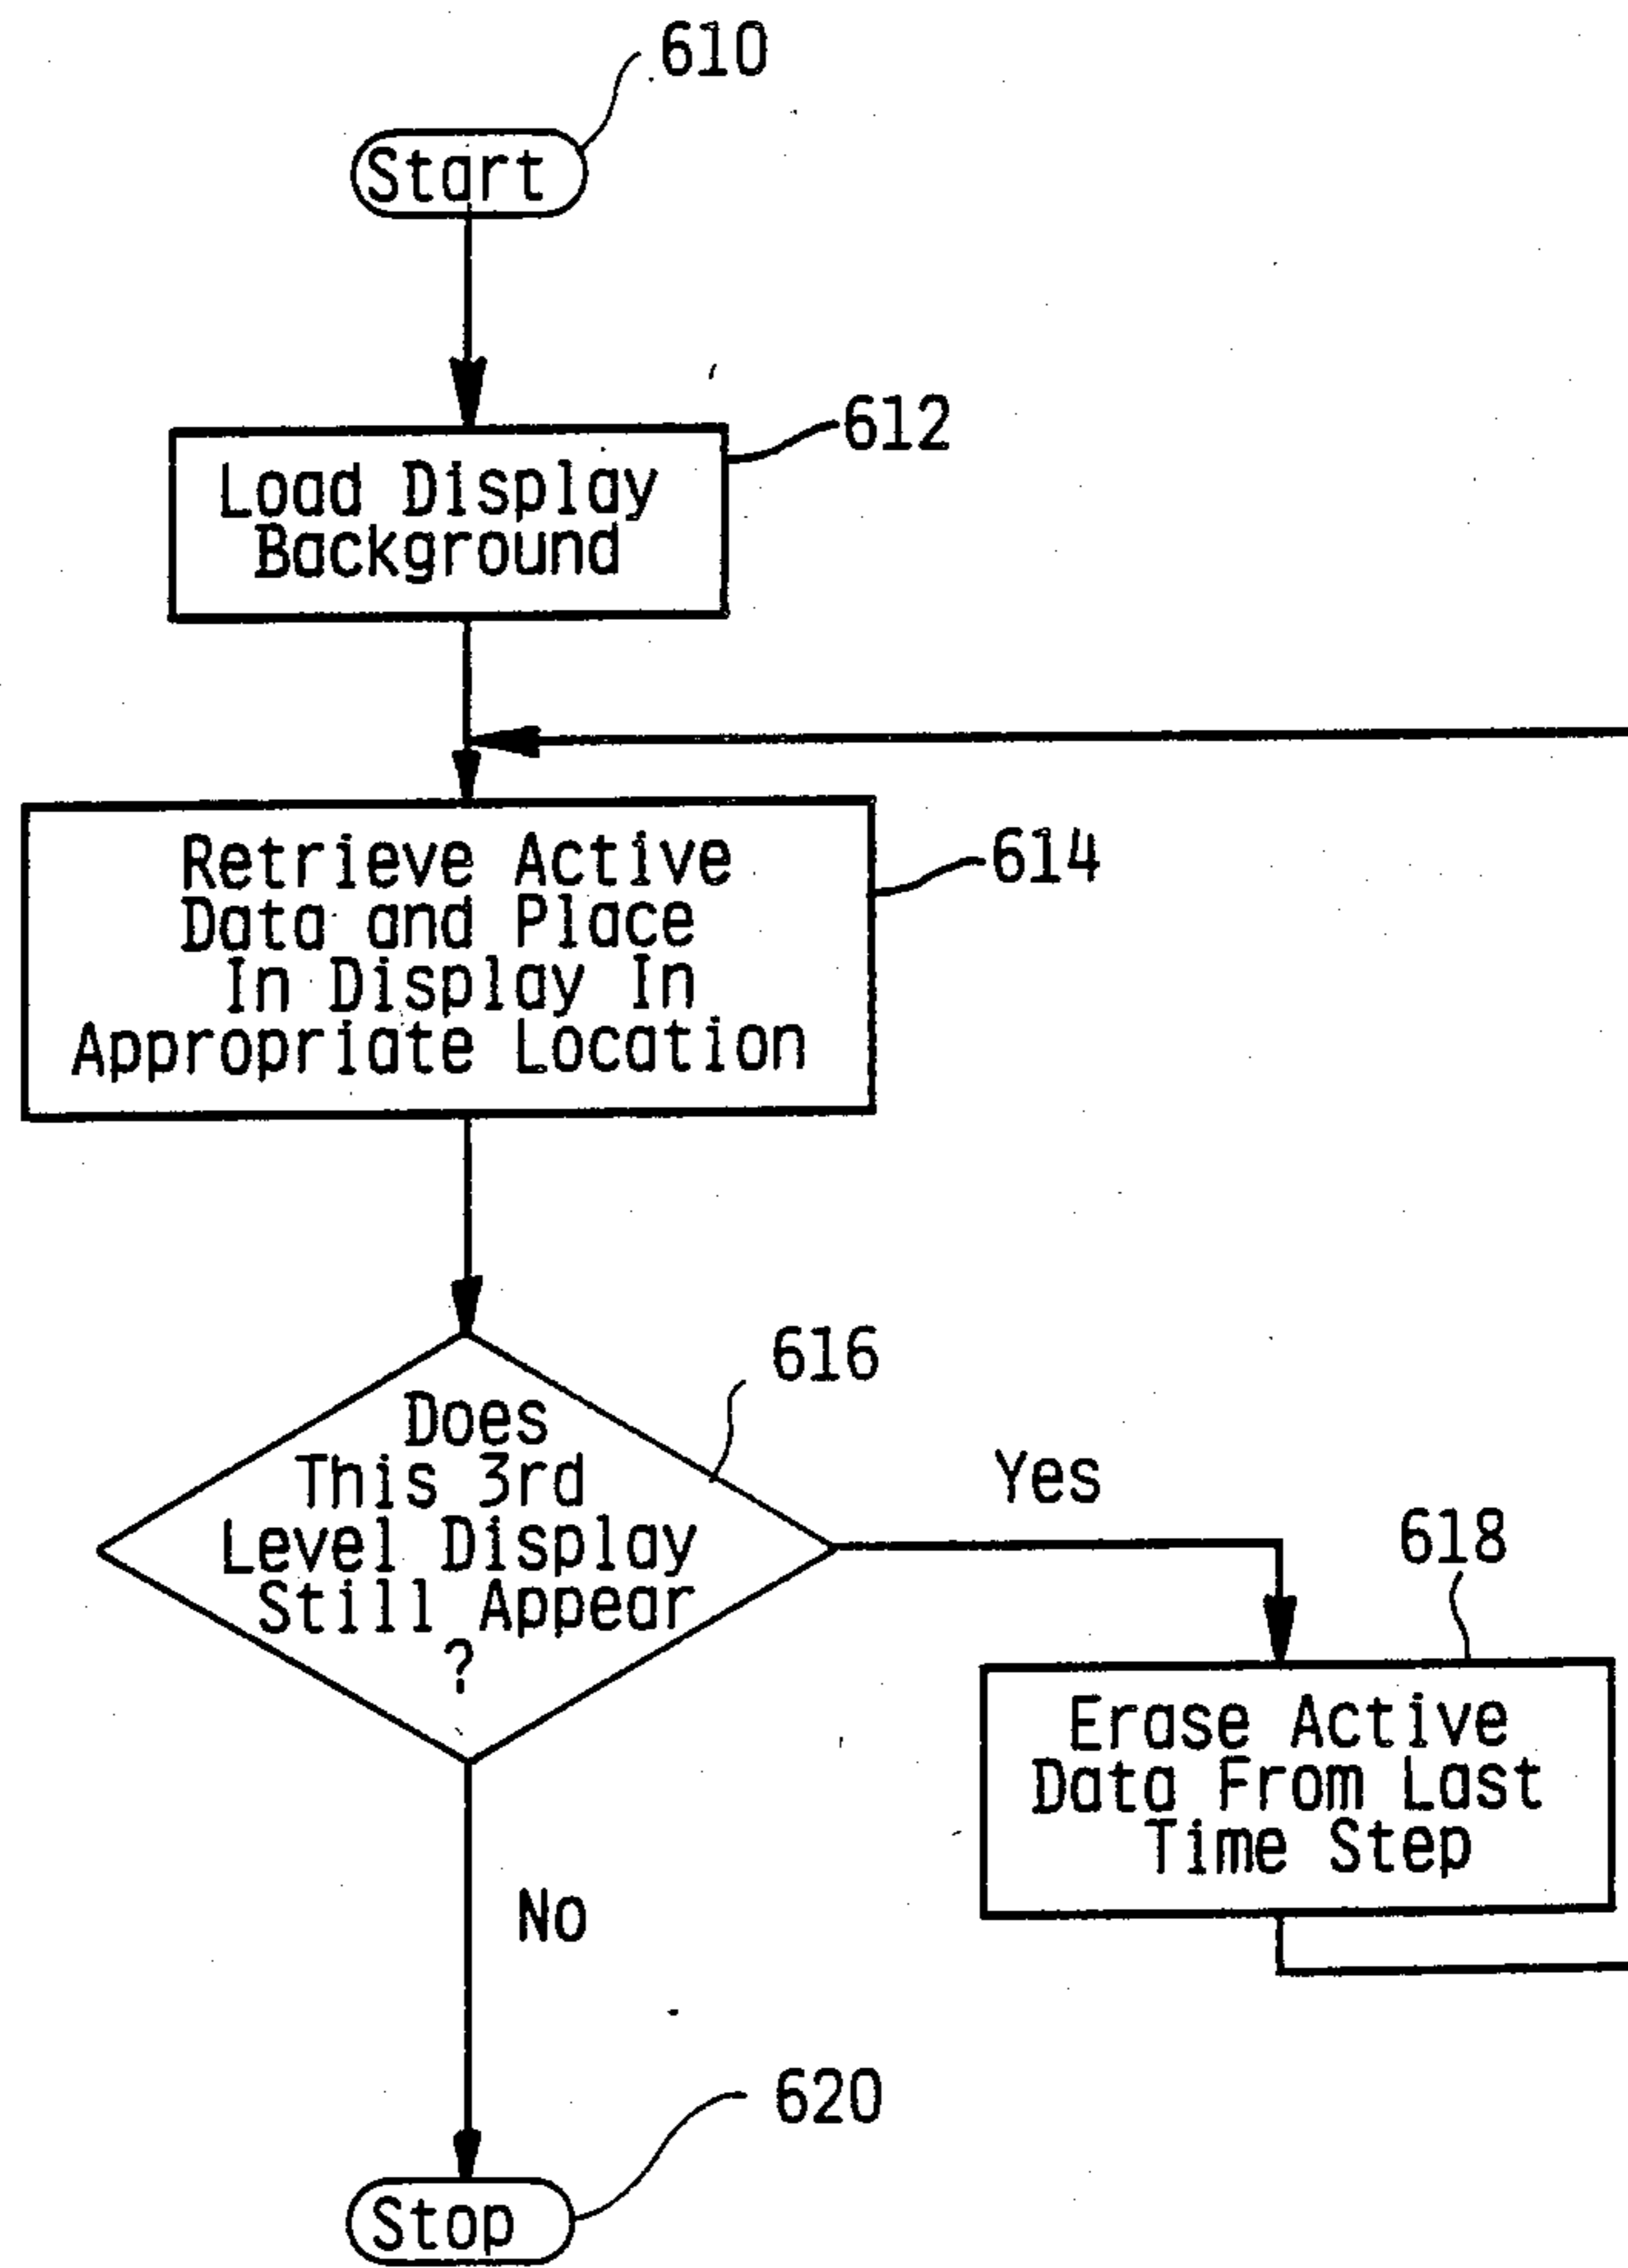 610
Start
612
Load Display
Background
614
Retrieve Active
Data and Place
In Display In
Appropriate Location
616
Does
This 3rd
Level Display
Still Appear
?
Yes
618
Erase Active
Data From Last
Time Step
No
620
Stop